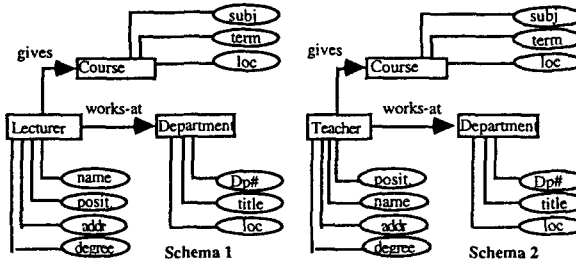 subj
term
loc
gives
Course
works-at
Lecturer
Department
name
posit
addr
degree
Dp#
title
loc
Schema 1
subj
term
loc
gives
Course
works-at
Teacher
Department
posit
name
addr
degree
Dp#
title
loc
Schema 2